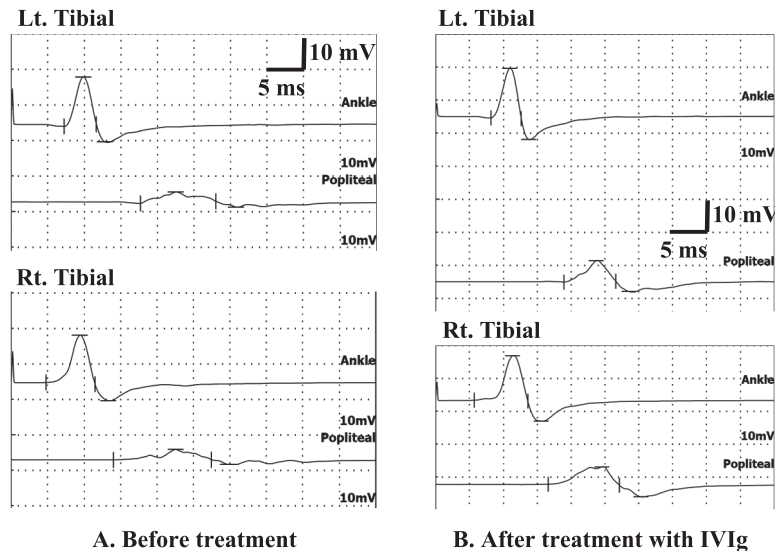 Lt. Tibial
10 mV
5 ms
Ankle
10mV
Popliteal
10mV
Rt. Tibial
Ankle
10mV
Popliteal
10mV
A. Before treatment
Lt. Tibial
Ankle
10mV
10 mV
5 ms
Popliteal
Rt. Tibial
Ankle
10mV
Popliteal
B. After treatment with IVIg